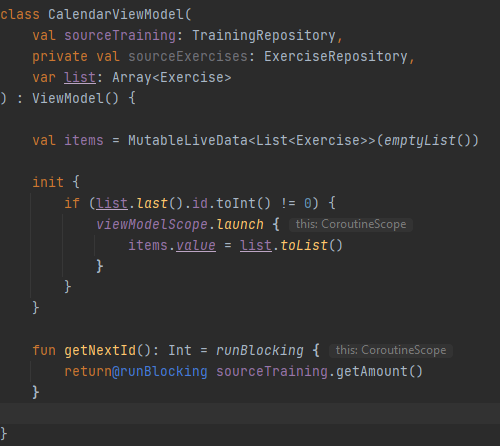 class CalendarViewModel(
    val sourceTraining: TrainingRepository,
    private val sourceExercises: ExerciseRepository,
    var list: Array<Exercise>
) : ViewModel() {

    val items = MutableLiveData<List<Exercise>>(emptyList())

    init {
        if (list.last().id.toInt() != 0) {
            viewModelScope.launch { this: CoroutineScope
                items.value = list.toList()
            }
        }
    }

    fun getNextId(): Int = runBlocking { this: CoroutineScope
        return@runBlocking sourceTraining.getAmount()
    }

}